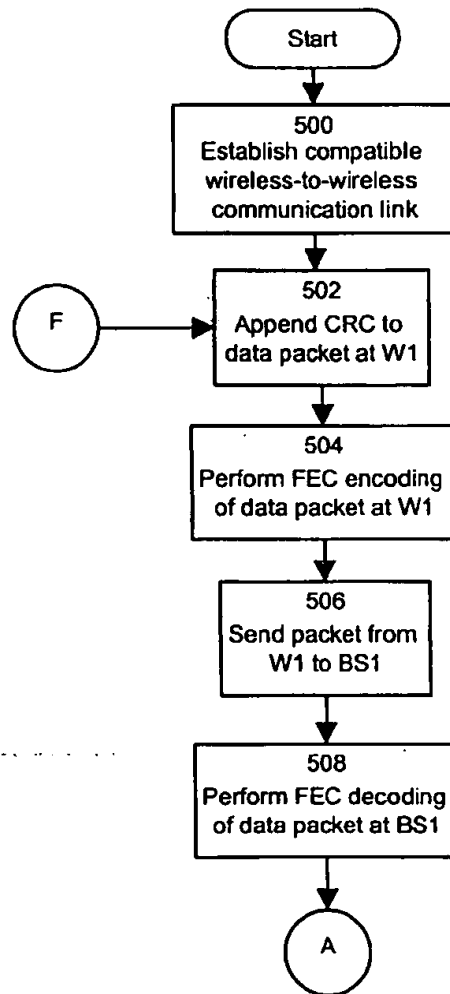 Start
500
Establish compatible
wireless-to-wireless
communication link
F
502
Append CRC to
data packet at W1
504
Perform FEC encoding
of data packet at W1
506
Send packet from
W1 to BS1
508
Perform FEC decoding
of data packet at BS1
A